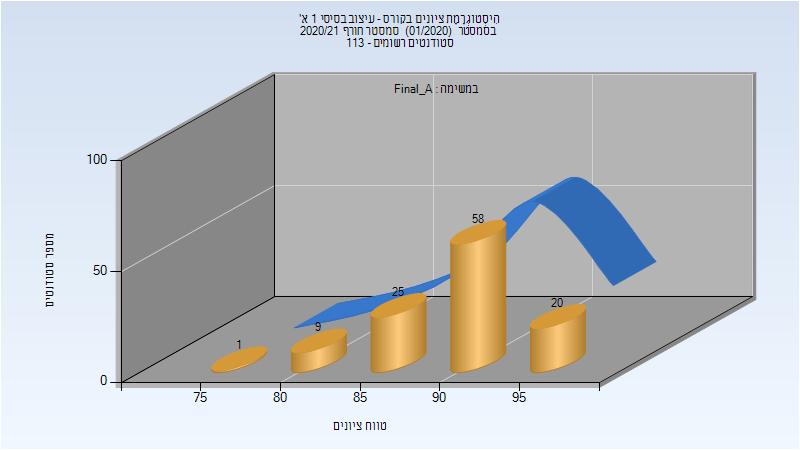 היסטוגרמת ציונים בקורס - עיצוב בסיסי 1 א'
בסמסטר (01/2020) סמסטר חורף 2020/21
סטודנטים רשומים - 113
במשימה : Final_A
מספר סטודנטים
100
50
0
1
9
25
58
20
75
80
85
90
95
טווח ציונים